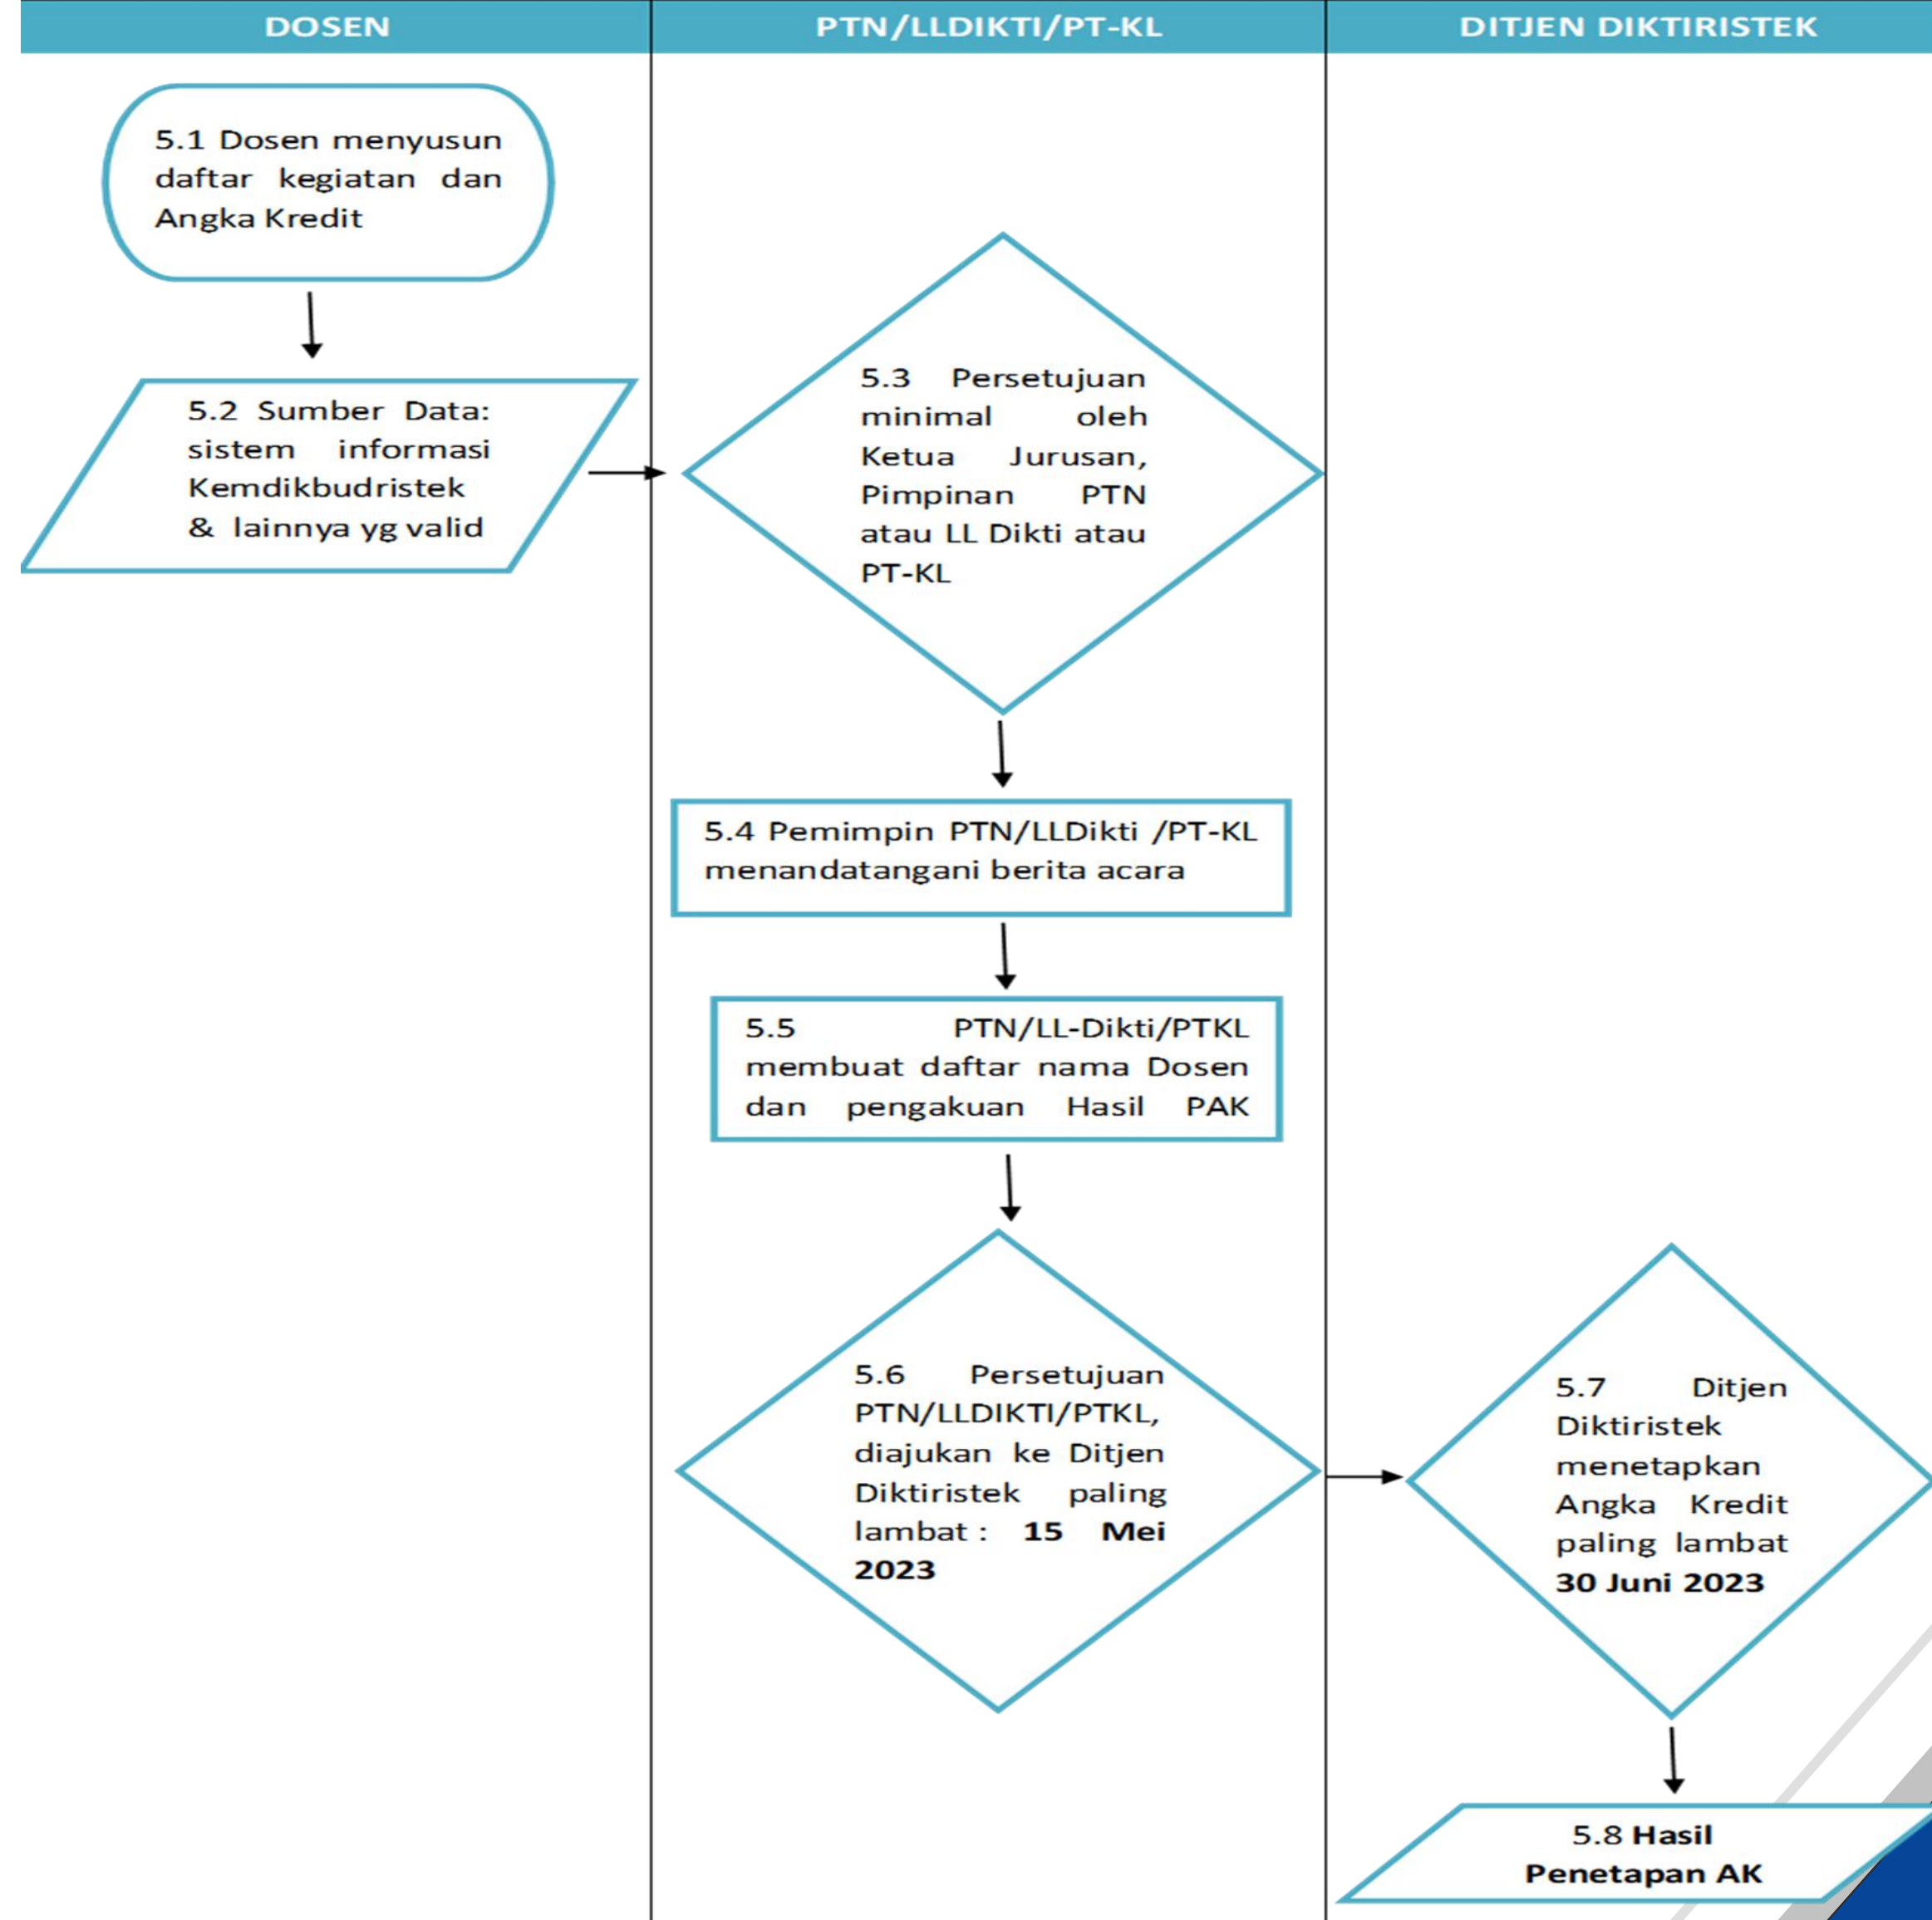 DOSEN
PTN/LLDIKTI/PT-KL
DITJEN DIKTIRISTEK
5.1 Dosen menyusun
daftar kegiatan dan
Angka Kredit
5.2 Sumber Data:
sistem informasi
Kemdikbudristek
& lainnya yg valid
5.3 Persetujuan
minimal oleh
Ketua Jurusan,
Pimpinan PTN
atau LL Dikti atau
PT-KL
5.4 Pemimpin PTN/LLDikti /PT-KL
menandatangani berita acara
5.5 PTN/LL-Dikti/PTKL
membuat daftar nama Dosen
dan pengakuan Hasil PAK
5.6 Persetujuan
PTN/LLDIKTI/PTKL,
diajukan ke Ditjen
Diktiristek paling
lambat : 15 Mei
2023
5.7 Ditjen
Diktiristek
menetapkan
Angka Kredit
paling lambat
30 Juni 2023
5.8 Hasil
Penetapan AK